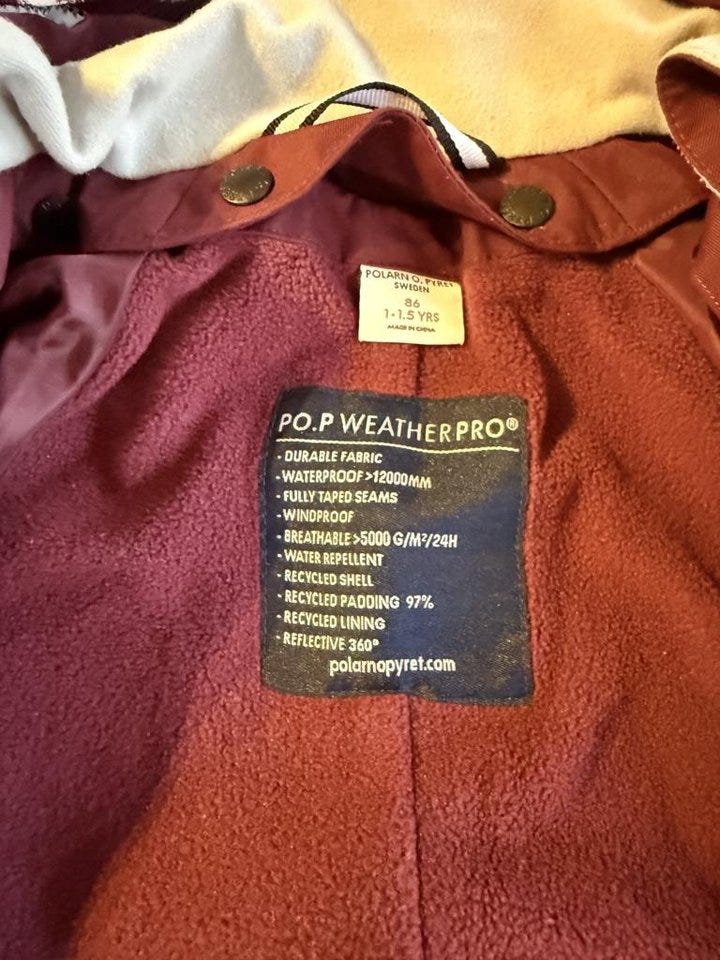 POLARN O. PYRET
SWEDEN
86
1-1.5 YRS
MADE IN CHINA
PO.P WEATHERPRO®
- DURABLE FABRIC
- WATERPROOF >12000MM
- FULLY TAPED SEAMS
- WINDPROOF
- BREATHABLE >5000 G/M²/24H
- WATER REPELLENT
- RECYCLED SHELL
- RECYCLED PADDING 97%
- RECYCLED LINING
- REFLECTIVE 360°
polarnopyret.com